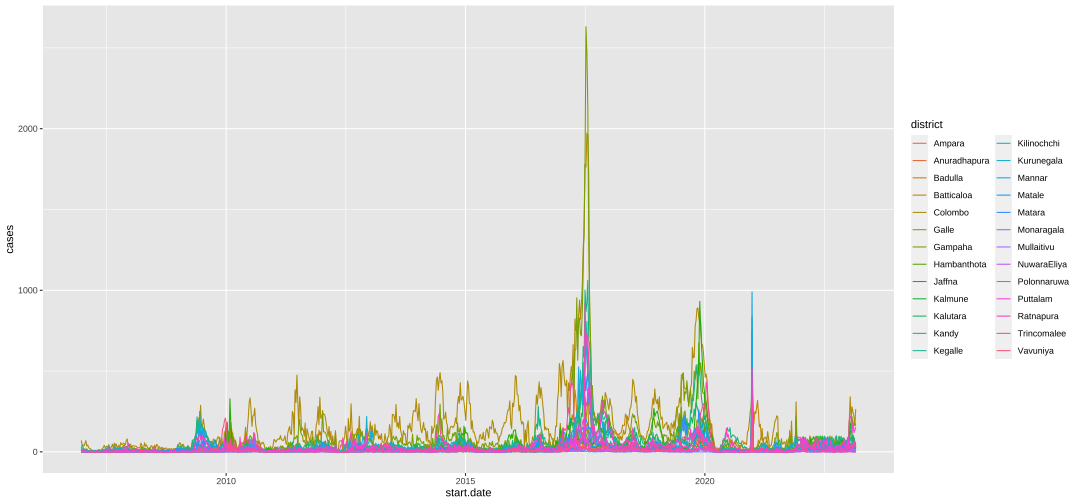 2000
1000
0
cases
2010
2015
2020
start.date
district
Ampara
Anuradhapura
Badulla
Batticaloa
Colombo
Galle
Gampaha
Hambanthota
Jaffna
Kalmune
Kalutara
Kandy
Kegalle
Kilinochchi
Kurunegala
Mannar
Matale
Matara
Monaragala
Mullaitivu
NuwaraEliya
Polonnaruwa
Puttalam
Ratnapura
Trincomalee
Vavuniya